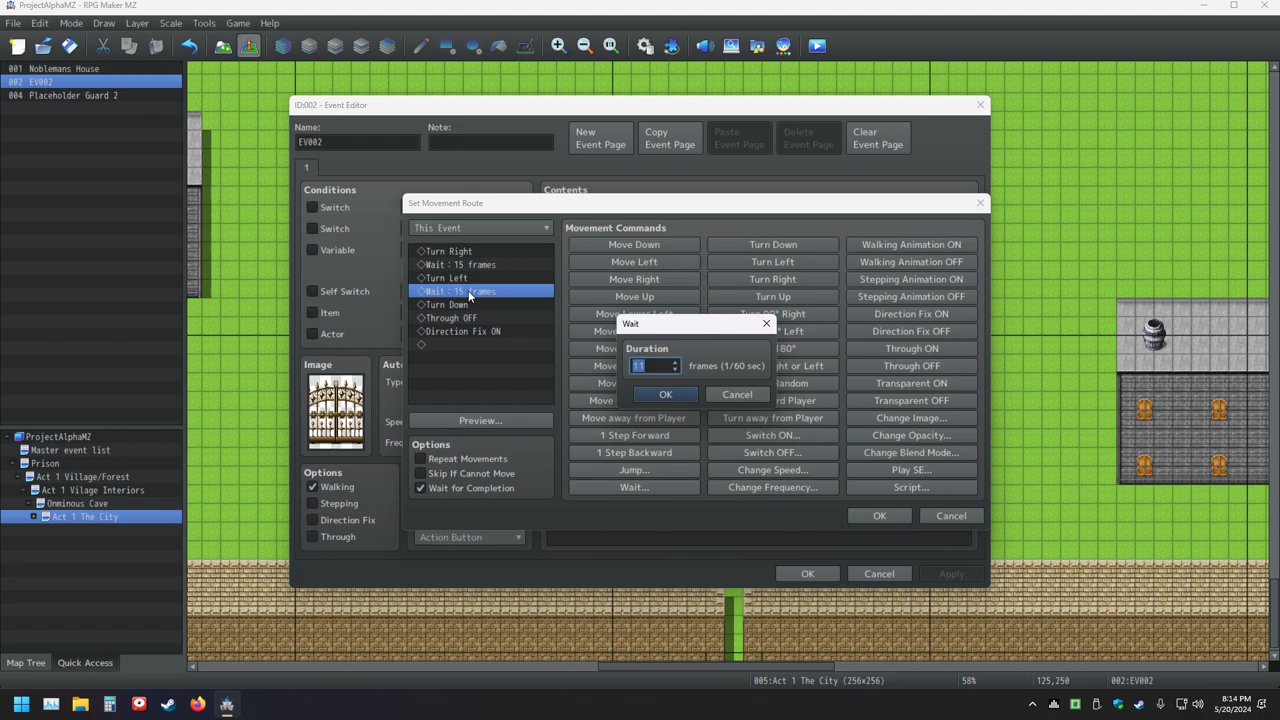 ProjectAlphaMZ - RPG Maker MZ
File Edit Mode Draw Layer Scale Tools Game Help
001 Noblemans House
002 EV002
004 Placeholder Guard 2
ID:002 - Event Editor
Name:
Note:
EV002
New Event Page
Copy Event Page
Paste Event Page
Delete Event Page
Clear Event Page
1
Conditions
Switch
Switch
Variable
Self Switch
Item
Actor
Image
Options
Walking
Stepping
Direction Fix
Through
Contents
Action Button
OK
Cancel
Apply
Set Movement Route
This Event
◇Turn Right
◇Wait：15 frames
◇Turn Left
◇Wait：15 frames
◇Turn Down
◇Through OFF
◇Direction Fix ON
◇
Preview...
Options
Repeat Movements
Skip If Cannot Move
Wait for Completion
Movement Commands
Move Down
Move Left
Move Right
Move Up
Move away from Player
1 Step Forward
1 Step Backward
Jump...
Wait...
Turn Down
Turn Left
Turn Right
Turn Up
Turn away from Player
Switch ON...
Switch OFF...
Change Speed...
Change Frequency...
Walking Animation ON
Walking Animation OFF
Stepping Animation ON
Stepping Animation OFF
Direction Fix ON
Direction Fix OFF
Through ON
Through OFF
Transparent ON
Transparent OFF
Change Image...
Change Opacity...
Change Blend Mode...
Play SE...
Script...
OK
Cancel
Wait
Duration
11
frames (1/60 sec)
OK
Cancel
ProjectAlphaMZ
Master event list
Prison
Act 1 Village/Forest
Act 1 Vilage Interiors
Onminous Cave
Act 1 The City
Map Tree
Quick Access
005:Act 1 The City (256x256)
58%
125,250
002:EV002
8:14 PM
5/20/2024